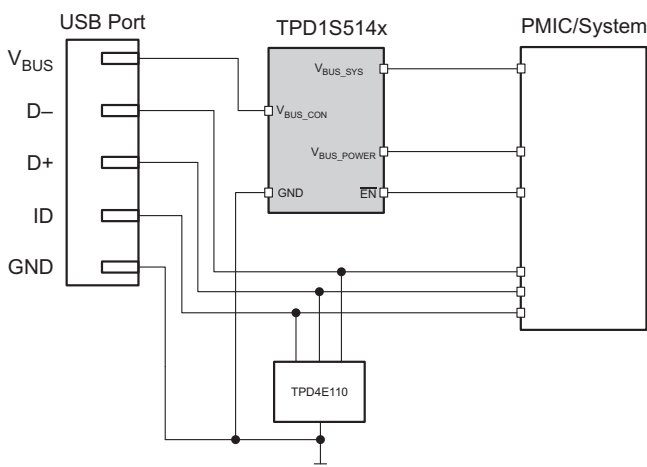 USB Port
TPD1S514x
PMIC/System
VBUS
D–
D+
ID
GND
VBUS_SYS
VBUS_CON
VBUS_POWER
GND
EN
TPD4E110